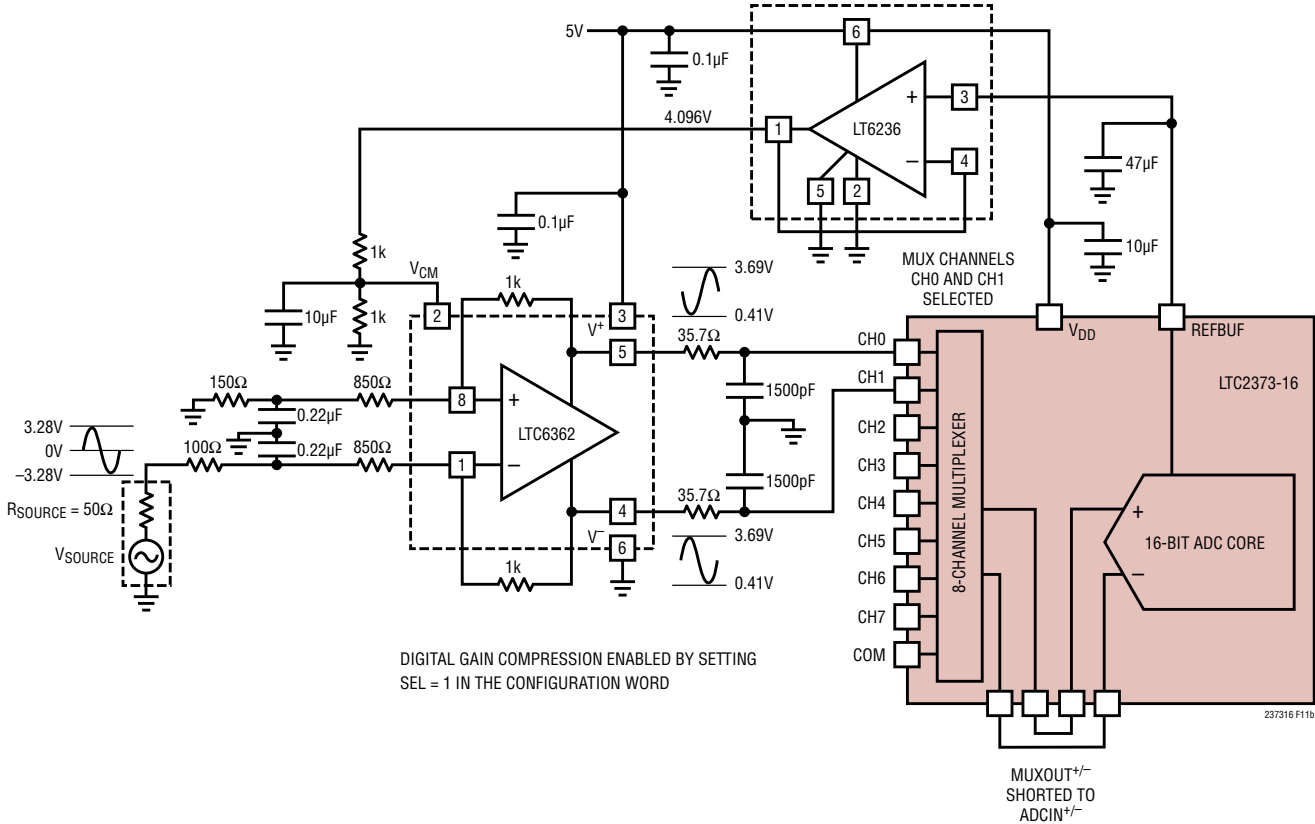 5V
0.1µF
6
LT6236
+
–
3
4
1
5
2
4.096V
47µF
10µF
0.1µF
1k
VCM
10µF
1k
1k
2
V+
3
5
3.69V
0.41V
35.7Ω
MUX CHANNELS
CH0 AND CH1
SELECTED
VDD
REFBUF
LTC2373-16
CH0
CH1
CH2
CH3
CH4
CH5
CH6
CH7
COM
8-CHANNEL MULTIPLEXER
+
–
16-BIT ADC CORE
1500pF
1500pF
150Ω
850Ω
8
+
LTC6362
–
1
0.22µF
0.22µF
3.28V
0V
–3.28V
100Ω
850Ω
RSOURCE = 50Ω
VSOURCE
4
V–
6
35.7Ω
3.69V
0.41V
1k
DIGITAL GAIN COMPRESSION ENABLED BY SETTING
SEL = 1 IN THE CONFIGURATION WORD
237316 F11b
MUXOUT+/–
SHORTED TO
ADCIN+/–